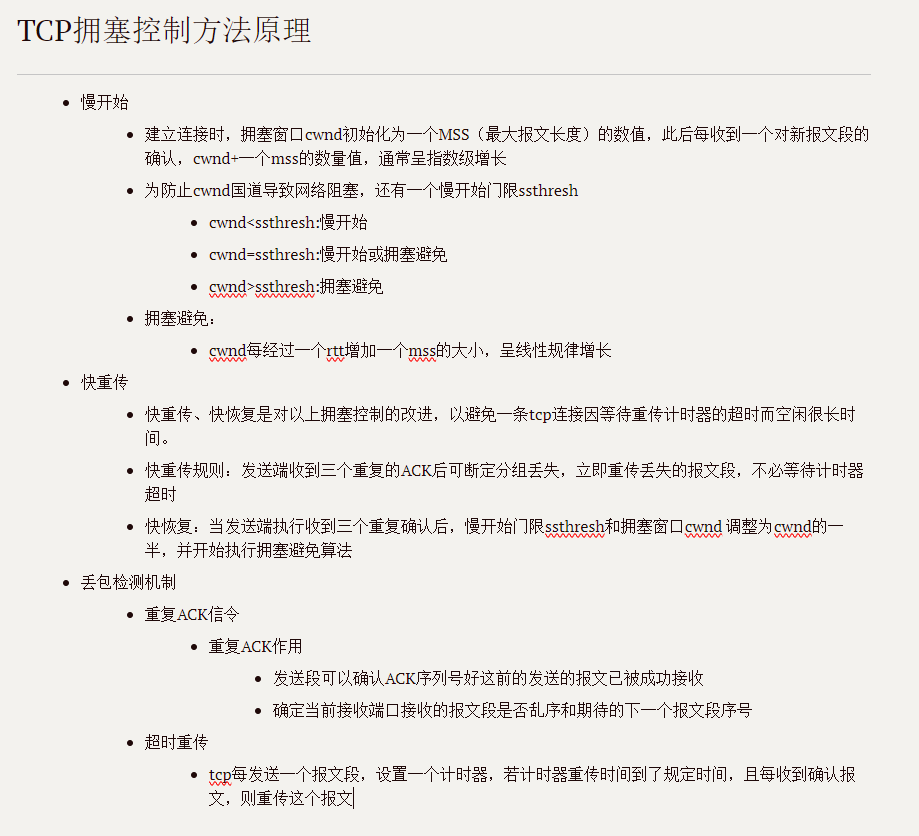 TCP拥塞控制方法原理
慢开始
建立连接时，拥塞窗口cwnd初始化为一个MSS（最大报文长度）的数值，此后每收到一个对新报文段的
确认，cwnd+一个mss的数量值，通常呈指数级增长
为防止cwnd国道导致网络阻塞，还有一个慢开始门限ssthresh
cwnd<ssthresh:慢开始
cwnd=ssthresh:慢开始或拥塞避免
cwnd>ssthresh:拥塞避免
拥塞避免：
cwnd每经过一个rtt增加一个mss的大小，呈线性规律增长
快重传
快重传、快恢复是对以上拥塞控制的改进，以避免一条tcp连接因等待重传计时器的超时而空闲很长时
间。
快重传规则：发送端收到三个重复的ACK后可断定分组丢失，立即重传丢失的报文段，不必等待计时器
超时
快恢复：当发送端执行收到三个重复确认后，慢开始门限ssthresh和拥塞窗口cwnd 调整为cwnd的一
半，并开始执行拥塞避免算法
丢包检测机制
重复ACK信令
重复ACK作用
发送段可以确认ACK序列号好这前的发送的报文已被成功接收
确定当前接收端口接收的报文段是否乱序和期待的下一个报文段序号
超时重传
tcp每发送一个报文段，设置一个计时器，若计时器重传时间到了规定时间，且每收到确认报
文，则重传这个报文